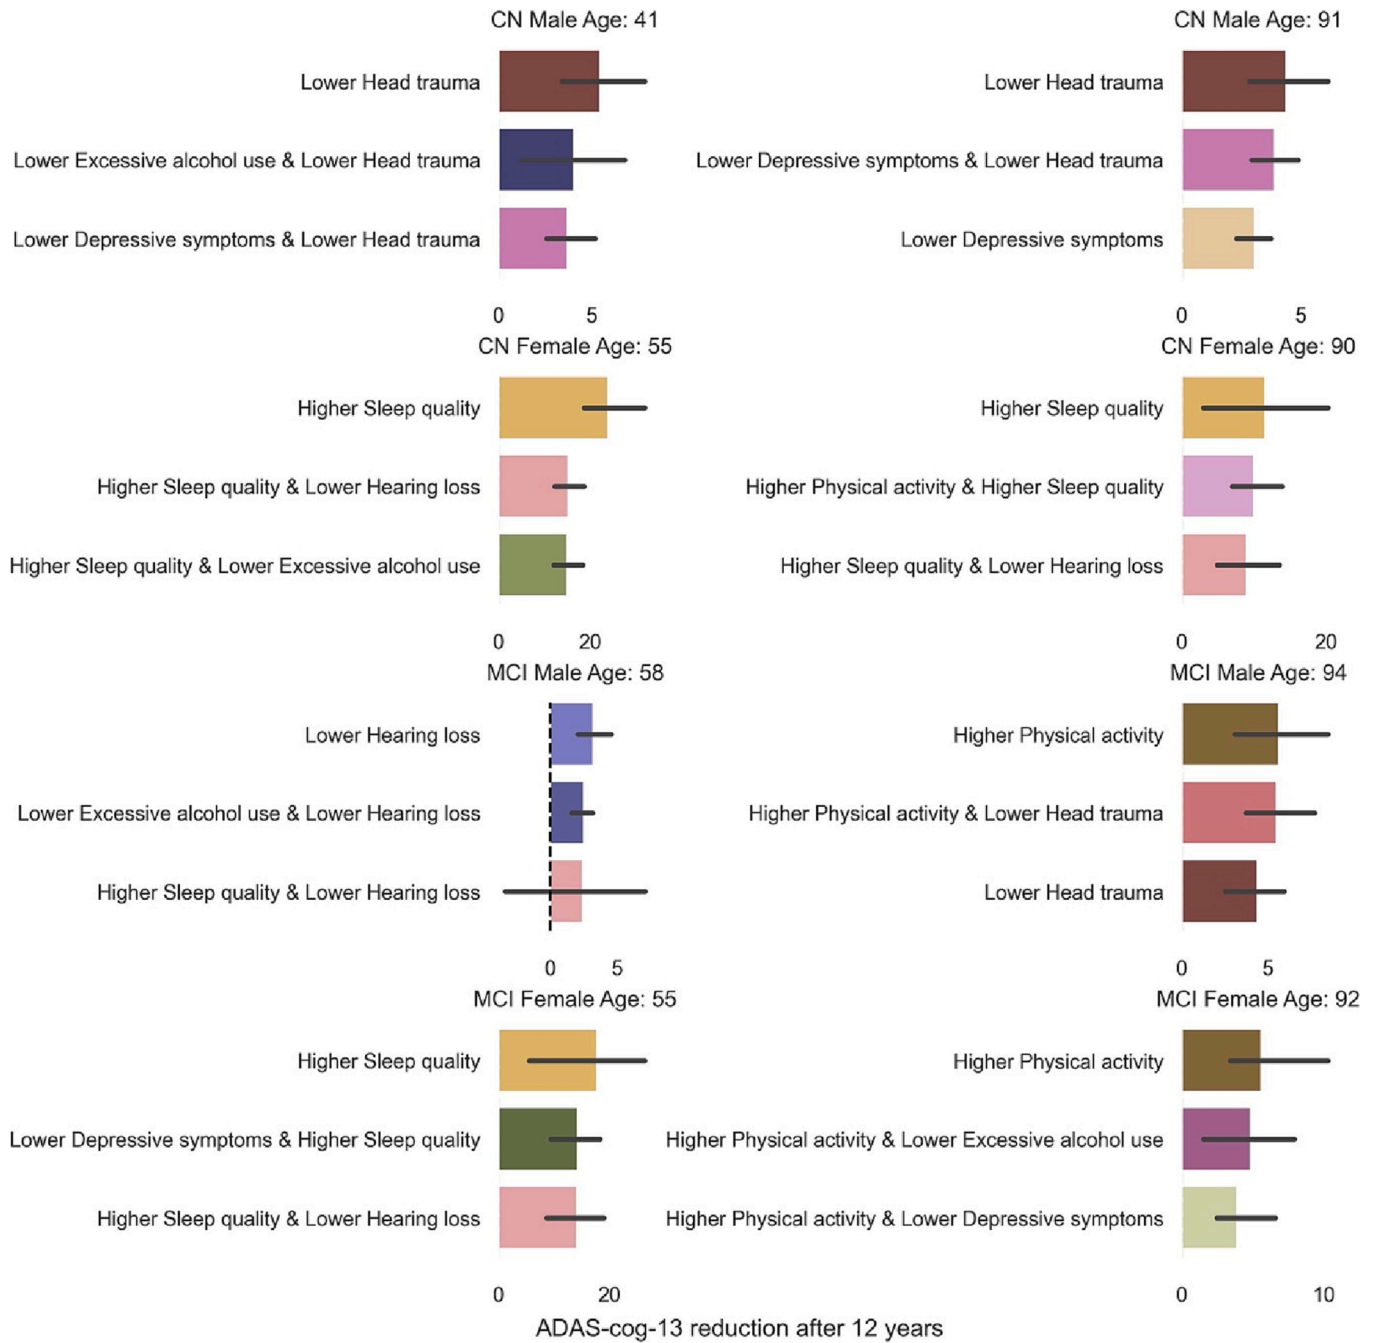 CN Male Age: 41
Lower Head trauma
Lower Excessive alcohol use & Lower Head trauma
Lower Depressive symptoms & Lower Head trauma
0 5
CN Male Age: 91
Lower Head trauma
Lower Depressive symptoms & Lower Head trauma
Lower Depressive symptoms
0 5
CN Female Age: 55
Higher Sleep quality
Higher Sleep quality & Lower Hearing loss
Higher Sleep quality & Lower Excessive alcohol use
0 20
CN Female Age: 90
Higher Sleep quality
Higher Physical activity & Higher Sleep quality
Higher Sleep quality & Lower Hearing loss
0 20
MCI Male Age: 58
Lower Hearing loss
Lower Excessive alcohol use & Lower Hearing loss
Higher Sleep quality & Lower Hearing loss
0 5
MCI Male Age: 94
Higher Physical activity
Higher Physical activity & Lower Head trauma
Lower Head trauma
0 5
MCI Female Age: 55
Higher Sleep quality
Lower Depressive symptoms & Higher Sleep quality
Higher Sleep quality & Lower Hearing loss
0 20
MCI Female Age: 92
Higher Physical activity
Higher Physical activity & Lower Excessive alcohol use
Higher Physical activity & Lower Depressive symptoms
0 10
ADAS-cog-13 reduction after 12 years